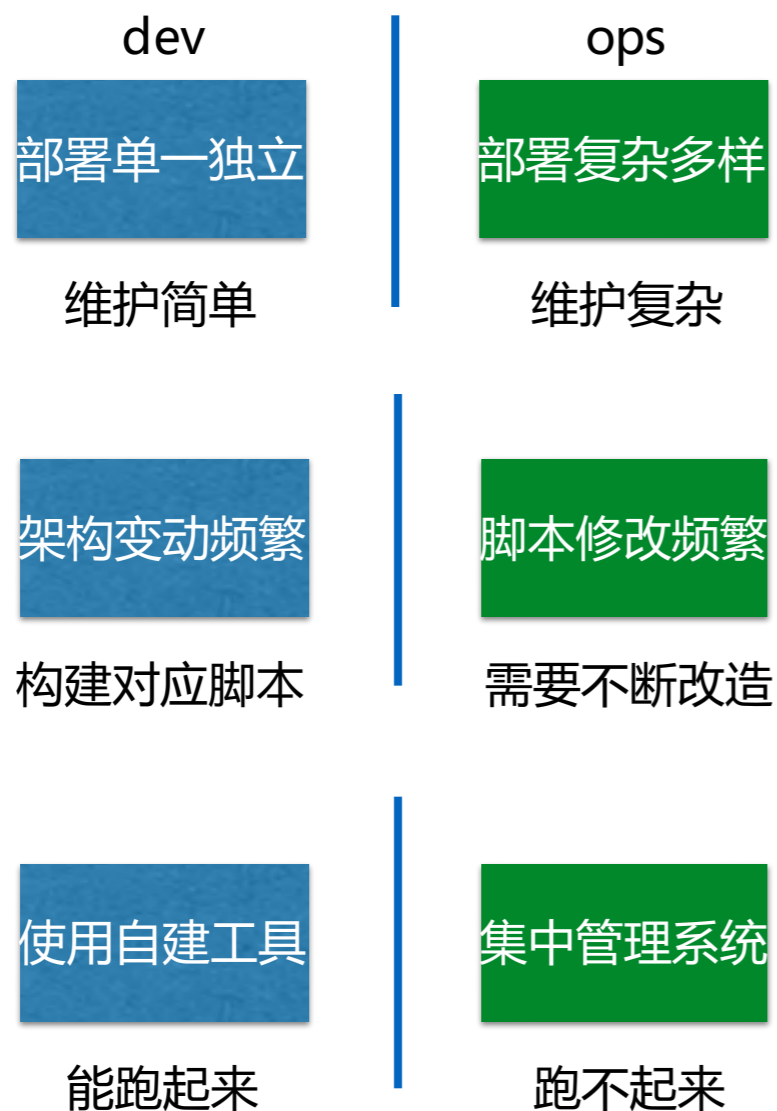 dev
ops
部署单一独立
部署复杂多样
维护简单
维护复杂
架构变动频繁
脚本修改频繁
构建对应脚本
需要不断改造
使用自建工具
集中管理系统
能跑起来
跑不起来